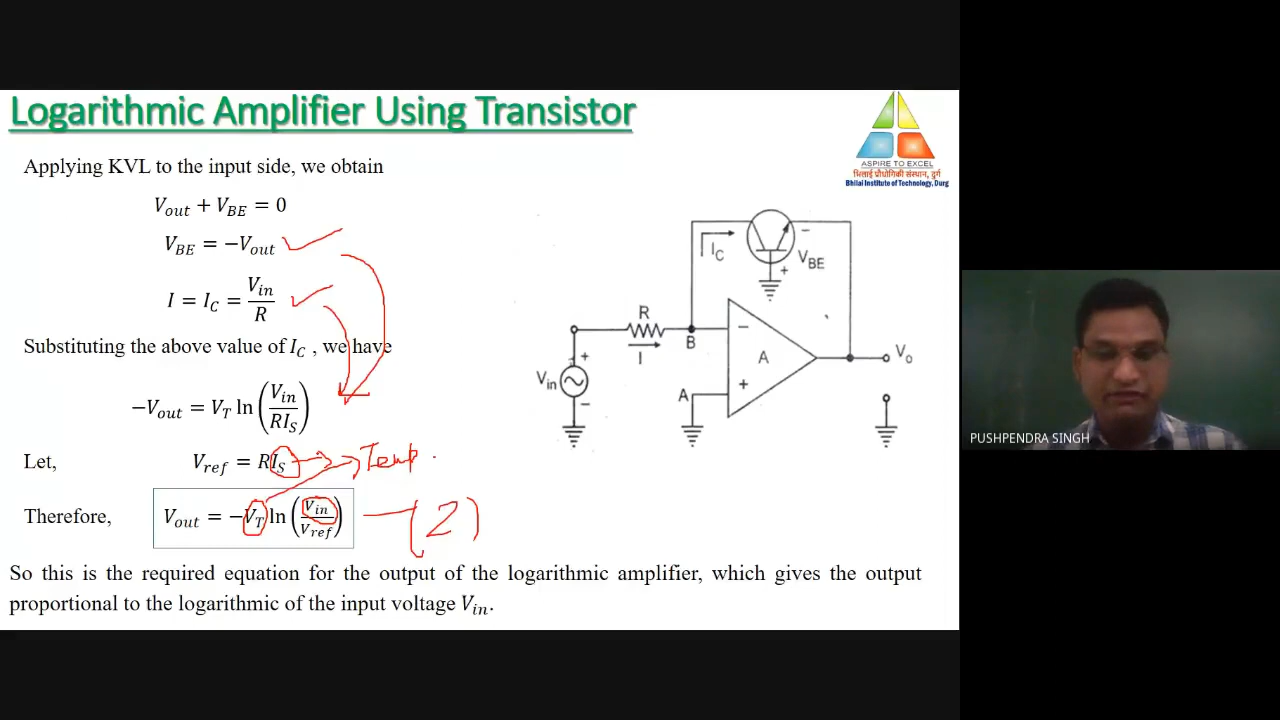 Logarithmic Amplifier Using Transistor
ASPIRE TO EXCEL
भिलाई प्रौद्योगिकी संस्थान, दुर्ग
Bhilai Institute of Technology, Durg
Applying KVL to the input side, we obtain
V_out + V_BE = 0
V_BE = −V_out
I = I_C = V_in / R
Substituting the above value of I_C , we have
−V_out = V_T ln (V_in / RI_S)
Let, V_ref = RI_S Temp.
Therefore, V_out = −V_T ln (V_in / V_ref) (2)
So this is the required equation for the output of the logarithmic amplifier, which gives the output
proportional to the logarithmic of the input voltage V_in.
I_C
−
+
V_BE
R
I
B
−
A
+
A
V_o
+
V_in
−
PUSHPENDRA SINGH